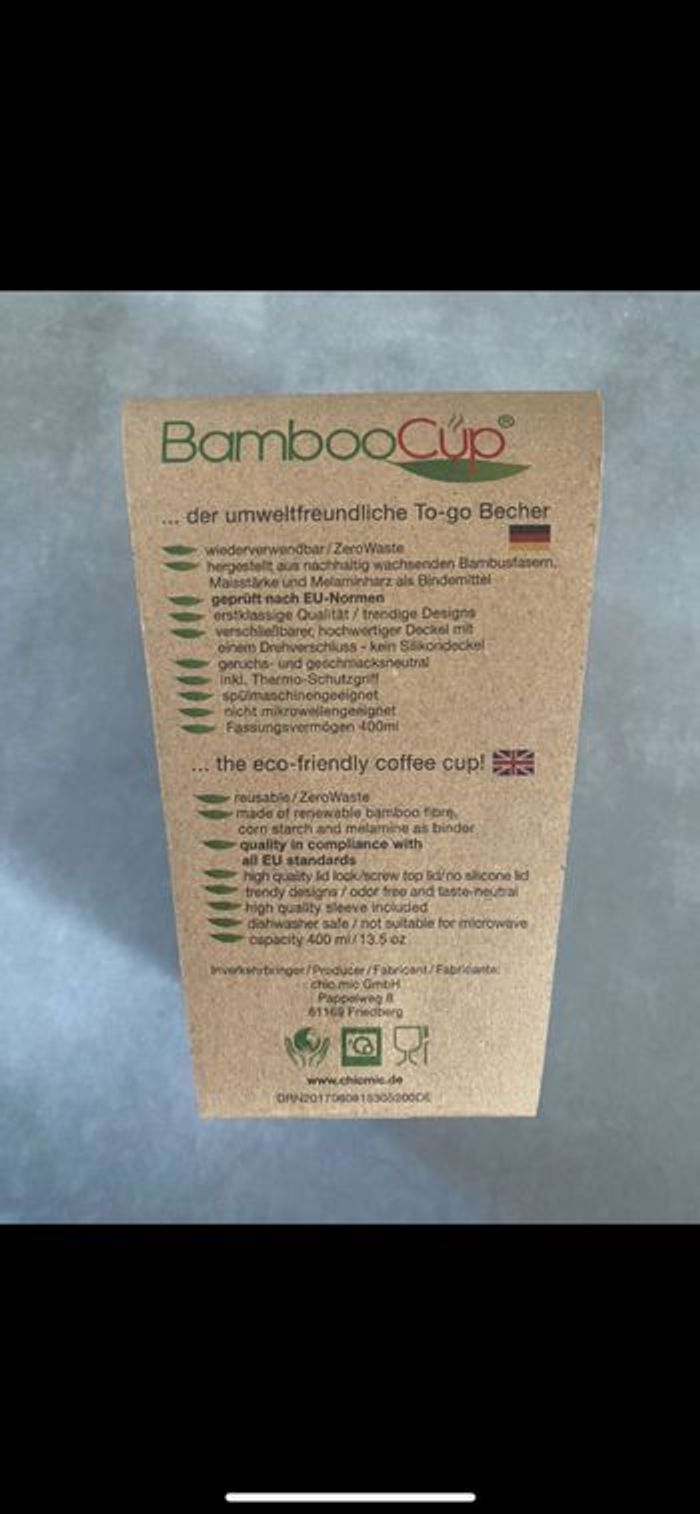 BambooCup®
... der umweltfreundliche To-go Becher
wiederverwendbar / ZeroWaste
hergestellt aus nachhaltig wachsenden Bambusfasern,
Maisstärke und Melaminharz als Bindemittel
geprüft nach EU-Normen
erstklassige Qualität / trendige Designs
verschließbarer, hochwertiger Deckel mit
einem Drehverschluss - kein Silikondeckel
geruchs- und geschmacksneutral
inkl. Thermo-Schutzgriff
spülmaschinengeeignet
nicht mikrowellengeeignet
Fassungsvermögen 400ml
... the eco-friendly coffee cup!
reusable / ZeroWaste
made of renewable bamboo fibre,
corn starch and melamine as binder
quality in compliance with
all EU standards
high quality lid lock/screw top lid/no silicone lid
trendy designs / odor free and taste-neutral
high quality sleeve included
dishwasher safe / not suitable for microwave
capacity 400 ml / 13.5 oz
Inverkehrbringer / Producer / Fabricant / Fabricante:
chic.mic GmbH
Pappelweg 8
61169 Friedberg
www.chicmic.de